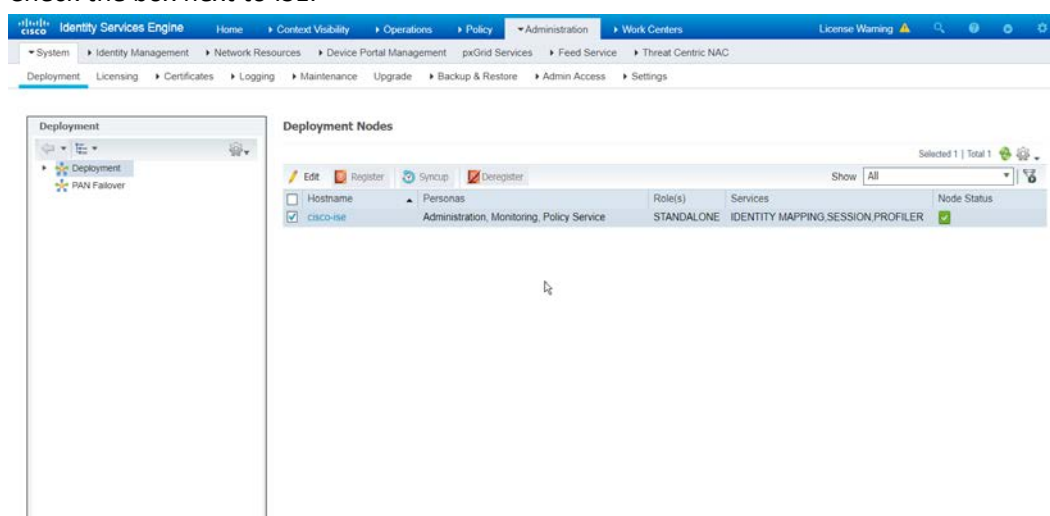 Check the box next to ISE.
cisco Identity Services Engine Home Context Visibility Operations Policy Administration Work Centers License Warning
System Identity Management Network Resources Device Portal Management pxGrid Services Feed Service Threat Centric NAC
Deployment Licensing Certificates Logging Maintenance Upgrade Backup & Restore Admin Access Settings
Deployment
Deployment
PAN Failover
Deployment Nodes
Selected 1 | Total 1
Edit Register Syncup Deregister Show All
Hostname Personas Role(s) Services Node Status
cisco-ise Administration, Monitoring, Policy Service STANDALONE IDENTITY MAPPING,SESSION,PROFILER